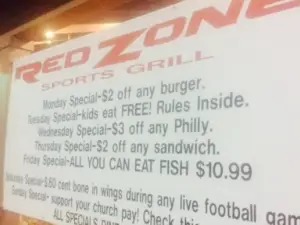 RED ZONE
SPORTS GRILL
Monday Special-$2 off any burger.
Tuesday Special-kids eat FREE! Rules Inside.
Wednesday Special-$3 off any Philly.
Thursday Special-$2 off any sandwich.
Friday Special-ALL YOU CAN EAT FISH $10.99
Saturday Special-$.60 cent bone in wings during any live football gam
Sunday Special- support your church pay! Check this
ALL SPECIALS